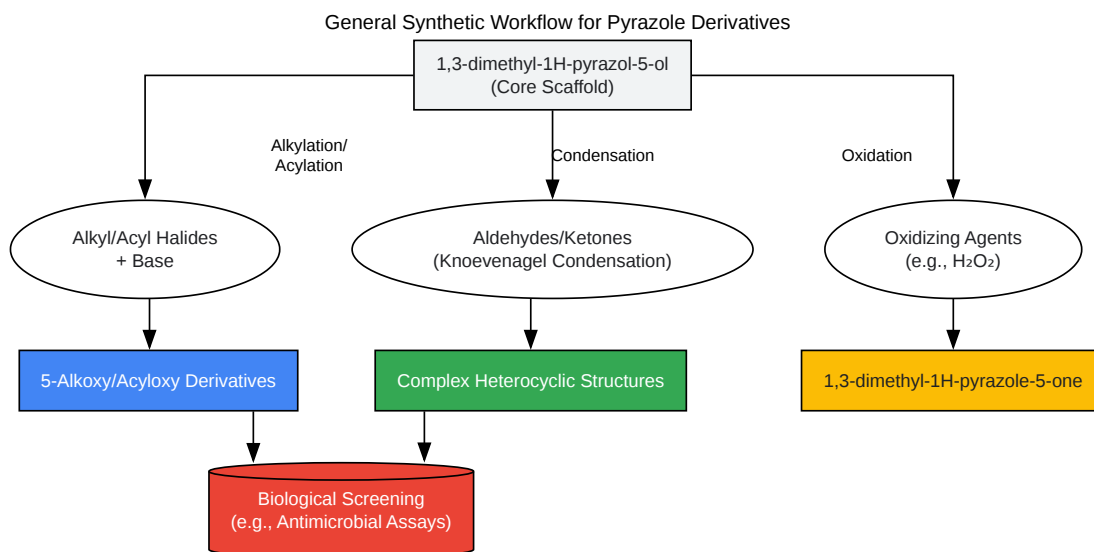 General Synthetic Workflow for Pyrazole Derivatives
1,3-dimethyl-1H-pyrazol-5-ol
(Core Scaffold)
Alkylation/
Acylation
Condensation
Oxidation
Alkyl/Acyl Halides
+ Base
Aldehydes/Ketones
(Knoevenagel Condensation)
Oxidizing Agents
(e.g., H₂O₂)
5-Alkoxy/Acyloxy Derivatives
Complex Heterocyclic Structures
1,3-dimethyl-1H-pyrazole-5-one
Biological Screening
(e.g., Antimicrobial Assays)